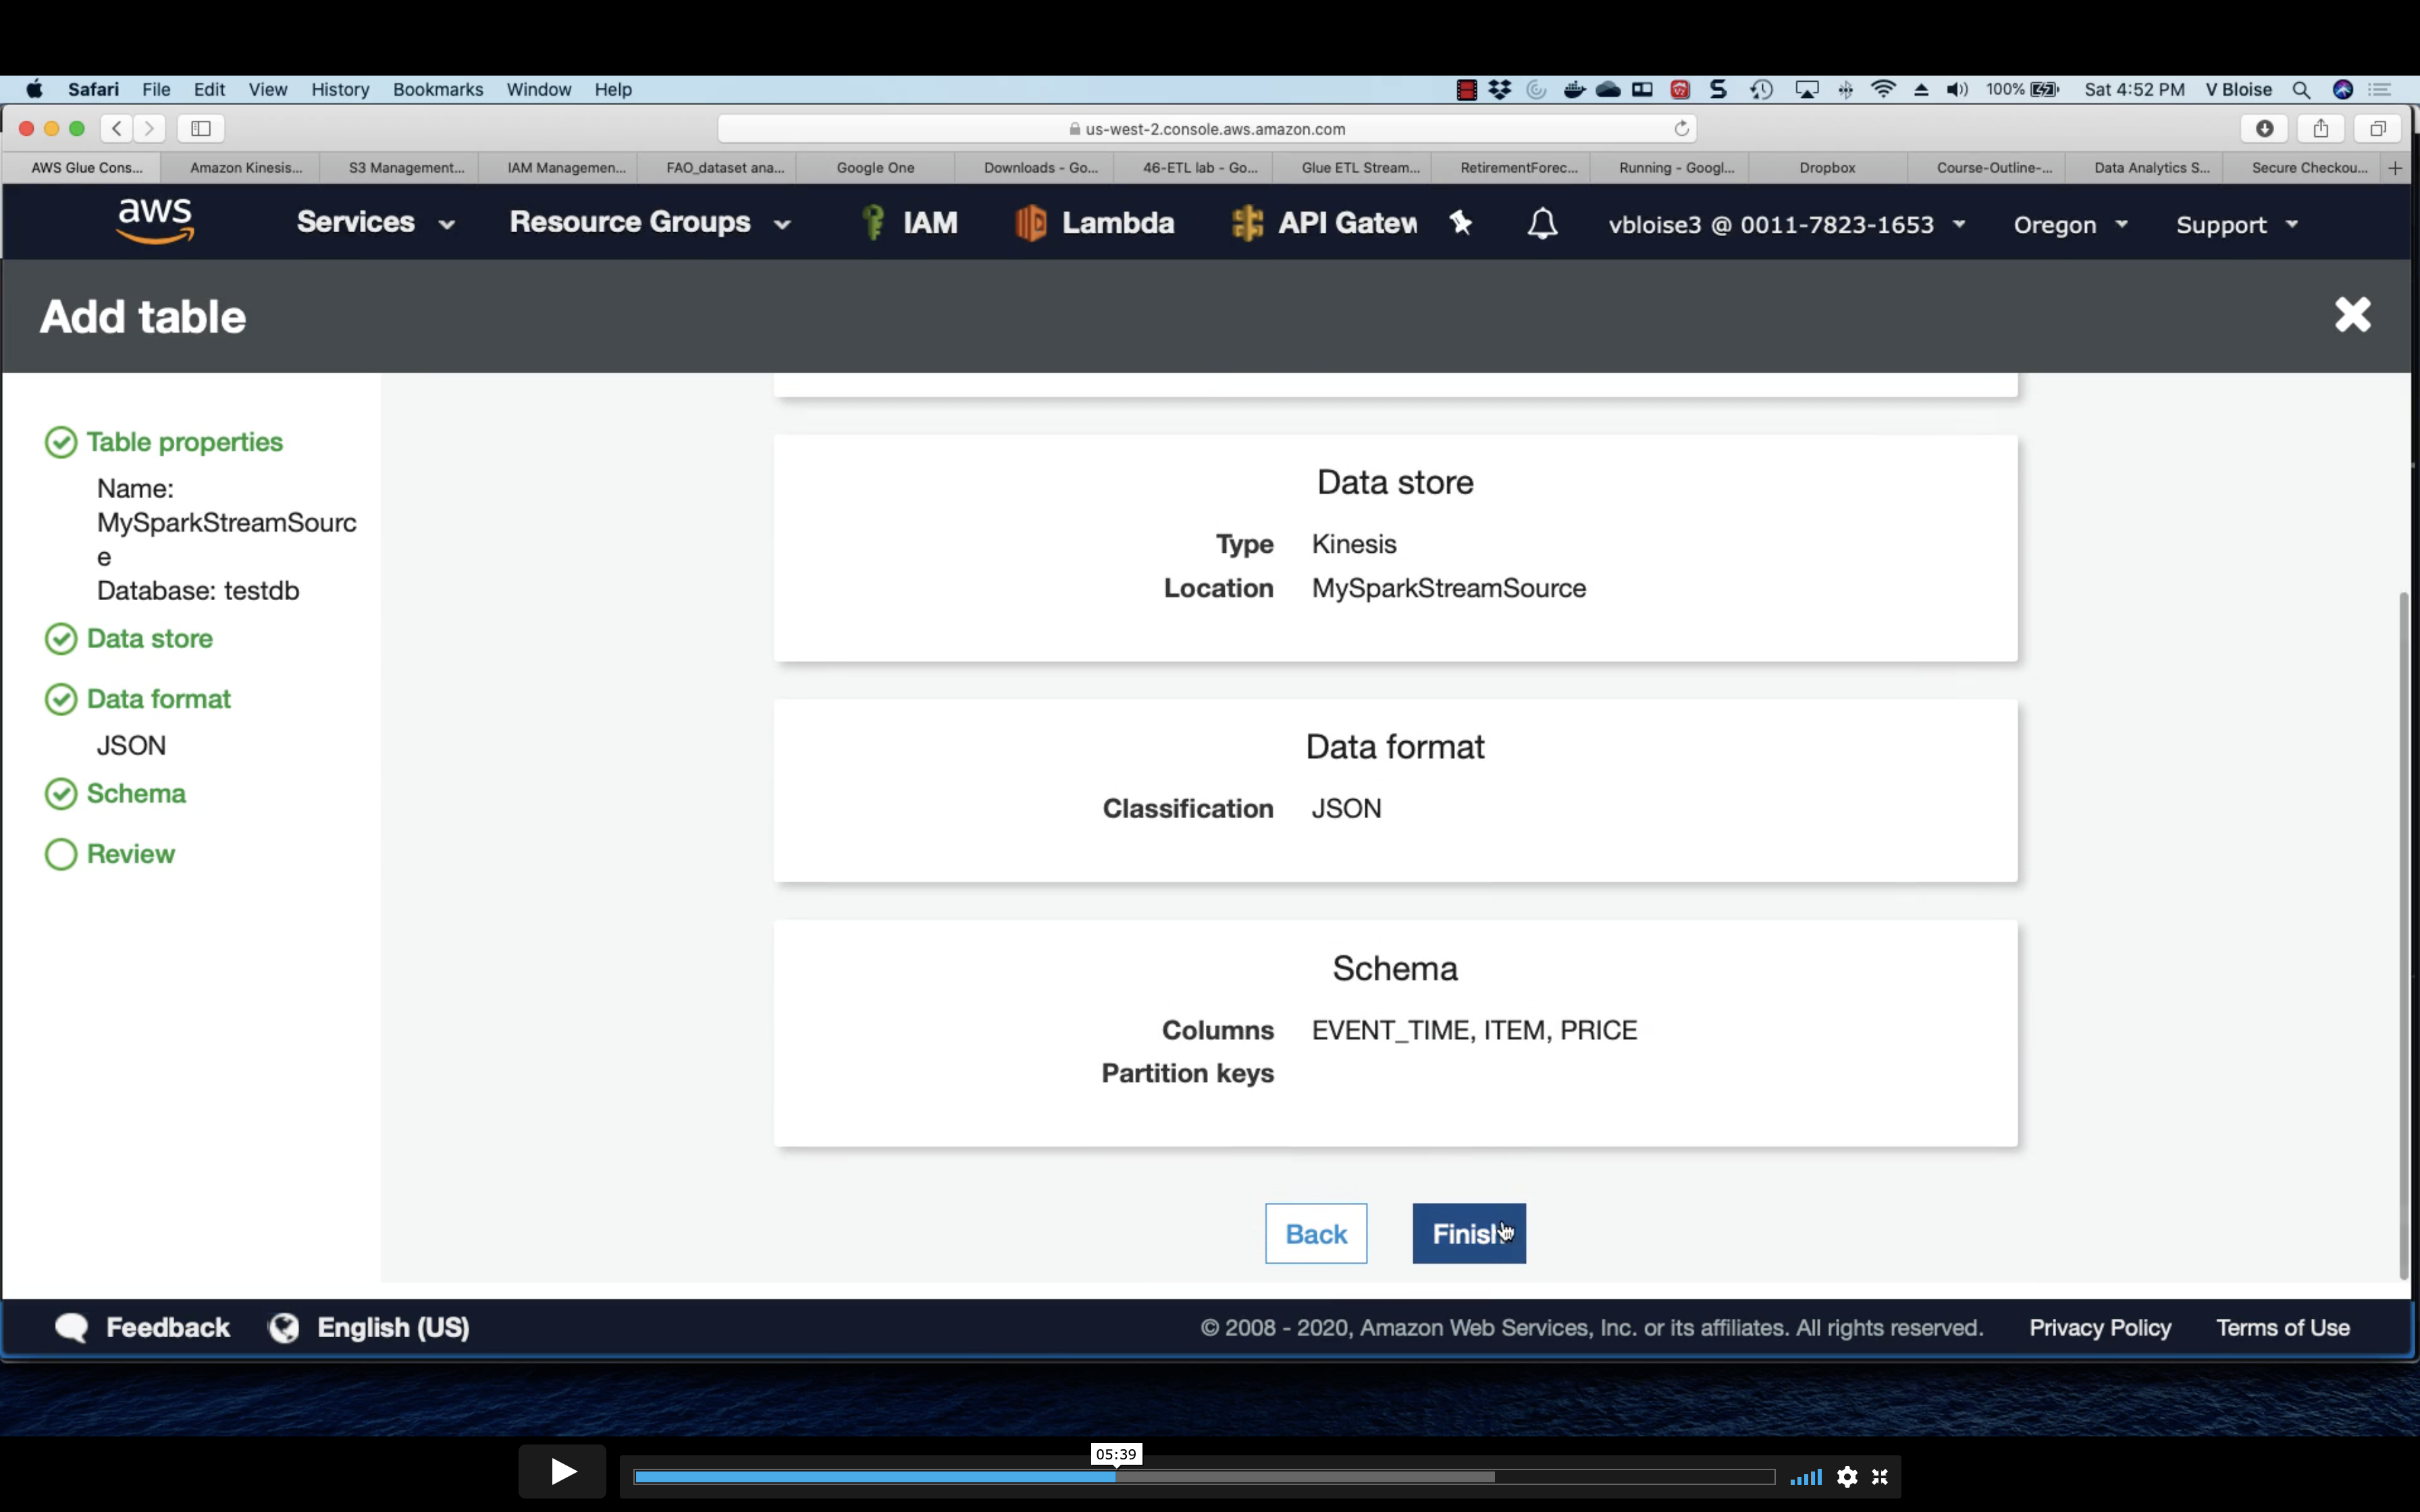 Safari File Edit View History Bookmarks Window Help 100% Sat 4:52 PM V Bloise
us-west-2.console.aws.amazon.com
AWS Glue Cons... Amazon Kinesis... S3 Management... IAM Managemen... FAO_dataset ana... Google One Downloads - Go... 46-ETL lab - Go... Glue ETL Stream... RetirementForec... Running - Googl... Dropbox Course-Outline-... Data Analytics S... Secure Checkou...
aws Services Resource Groups IAM Lambda API Gatew vbloise3 @ 0011-7823-1653 Oregon Support
Add table
Table properties
Name:
MySparkStreamSourc
e
Database: testdb
Data store
Data format
JSON
Schema
Review
Data store
Type Kinesis
Location MySparkStreamSource
Data format
Classification JSON
Schema
Columns EVENT_TIME, ITEM, PRICE
Partition keys
Back Finish
Feedback English (US) © 2008 - 2020, Amazon Web Services, Inc. or its affiliates. All rights reserved. Privacy Policy Terms of Use
05:39